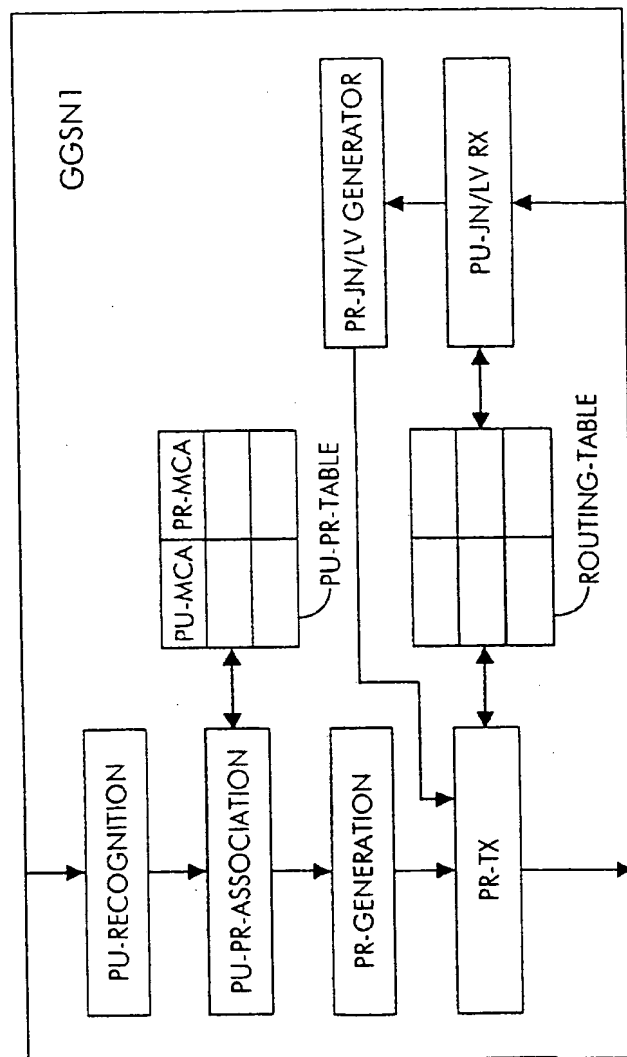 GGSN1
PU-RECOGNITION
PU-PR-ASSOCIATION
PU-MCA PR-MCA
PU-PR-TABLE
PR-GENERATION
PR-JN/LV GENERATOR
PR-TX
ROUTING-TABLE
PU-JN/LV RX